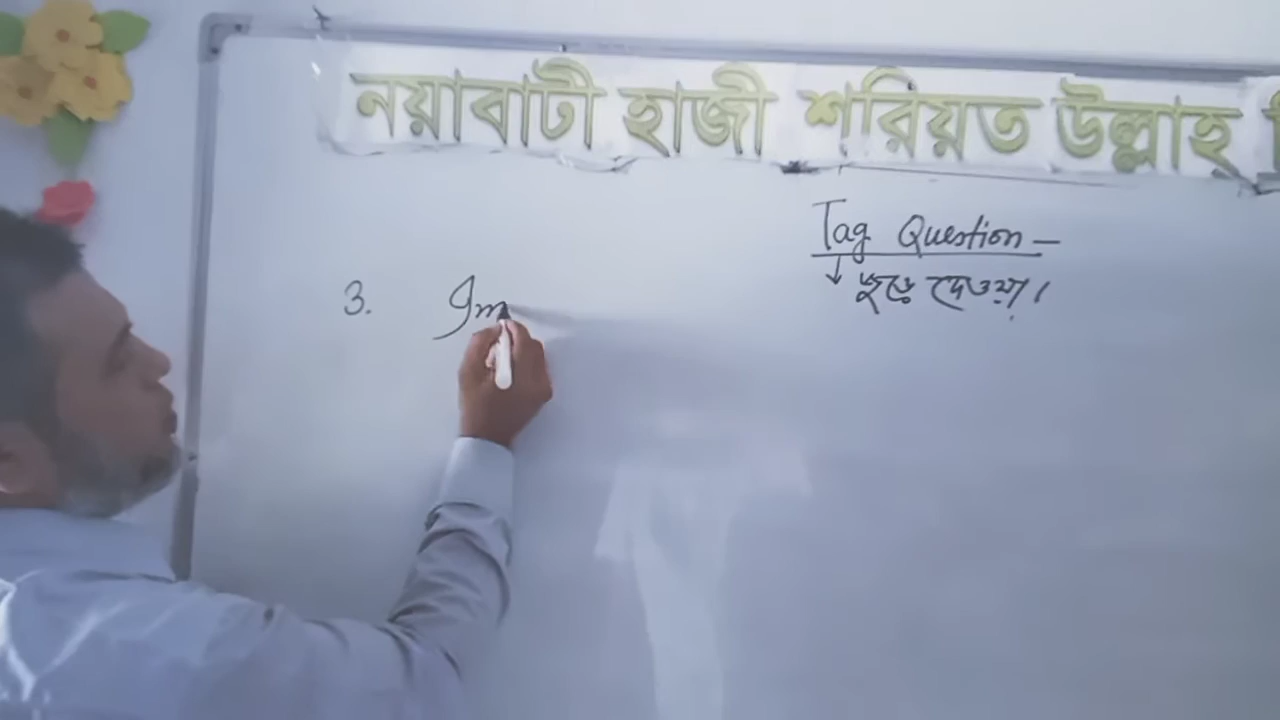 নয়াবাটী হাজী শরিয়ত উল্লাহ
Tag Question —
↓ জুড়ে দেওয়া।
3. Im